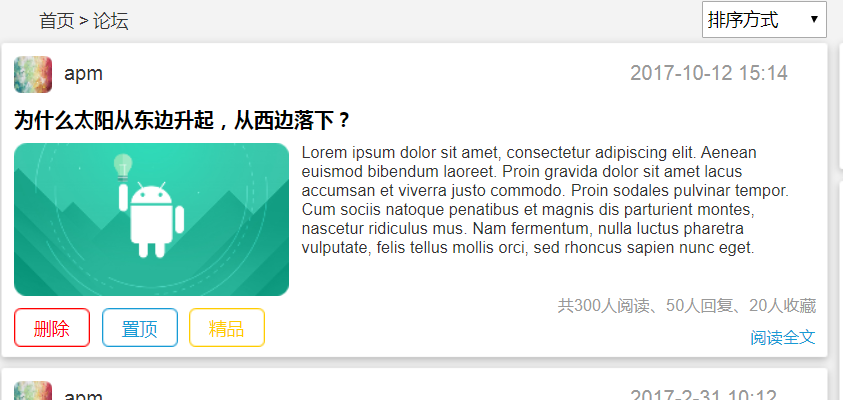 首页 > 论坛
排序方式
apm
2017-10-12 15:14
为什么太阳从东边升起，从西边落下？
Lorem ipsum dolor sit amet, consectetur adipiscing elit. Aenean
euismod bibendum laoreet. Proin gravida dolor sit amet lacus
accumsan et viverra justo commodo. Proin sodales pulvinar tempor.
Cum sociis natoque penatibus et magnis dis parturient montes,
nascetur ridiculus mus. Nam fermentum, nulla luctus pharetra
vulputate, felis tellus mollis orci, sed rhoncus sapien nunc eget.
共300人阅读、50人回复、20人收藏
删除
置顶
精品
阅读全文
apm
2017-2-31 10:12